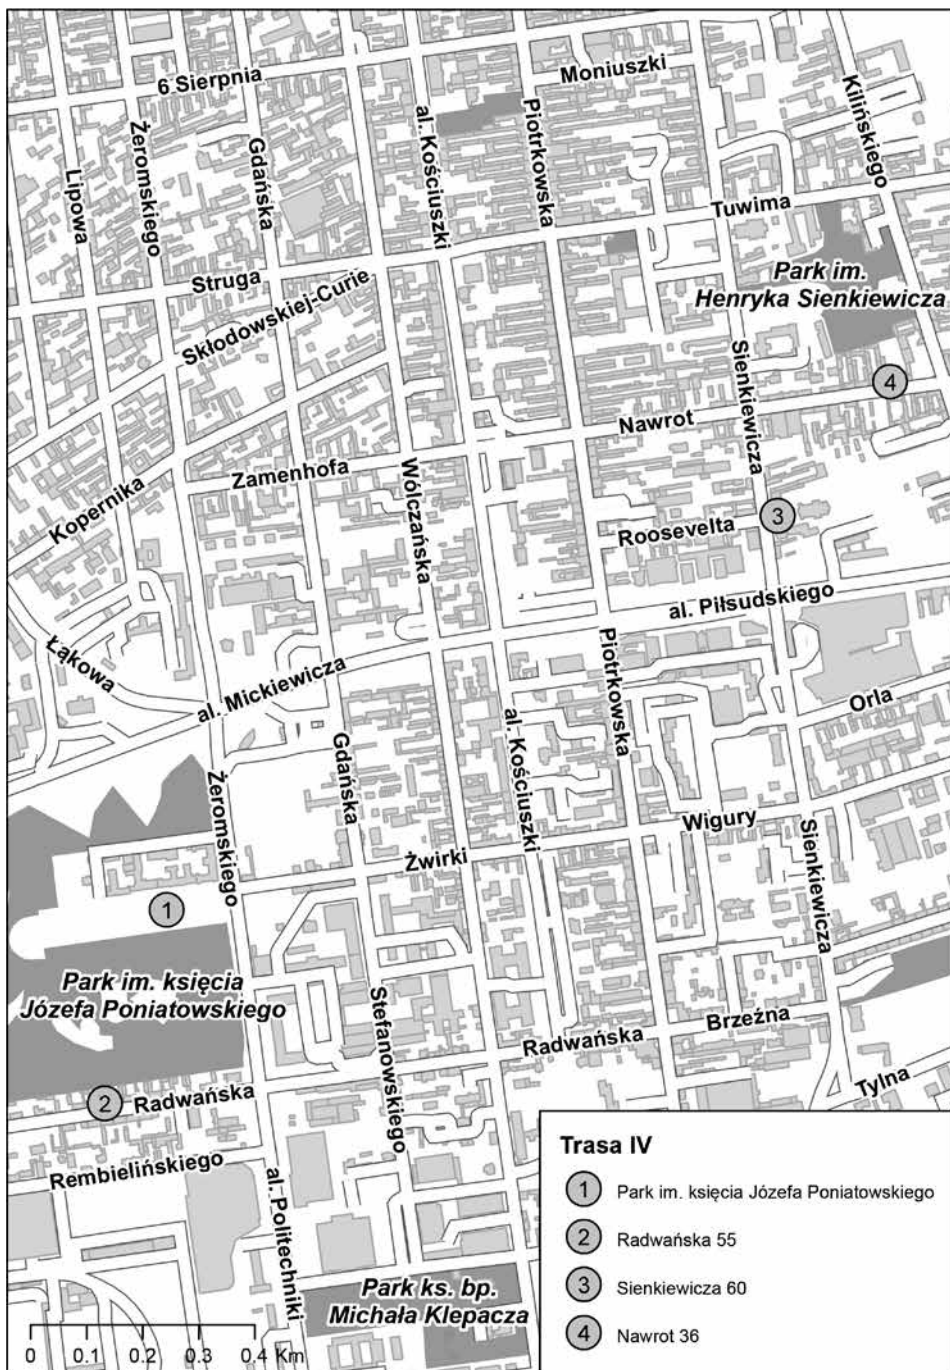 6 Sierpnia
Moniuszki
Lipowa
Żeromskiego
Gdańska
al. Kościuszki
Piotrkowska
Kilińskiego
Tuwima
Struga
Skłodowskiej-Curie
Park im.
Henryka Sienkiewicza
Sienkiewicza
4
Nawrot
Zamenhofa
Kopernika
Wólczańska
3
Roosevelta
al. Piłsudskiego
Łąkowa
al. Mickiewicza
Piotrkowska
Orla
al. Kościuszki
Gdańska
Żeromskiego
Wigury
Żwirki
Sienkiewicza
1
Park im. księcia
Józefa Poniatowskiego
Stefanowskiego
Radwańska
Brzeźna
Tylna
2
Radwańska
Rembielińskiego
al. Politechniki
Park ks. bp.
Michała Klepacza
0 0.1 0.2 0.3 0.4 Km
Trasa IV
1 Park im. księcia Józefa Poniatowskiego
2 Radwańska 55
3 Sienkiewicza 60
4 Nawrot 36